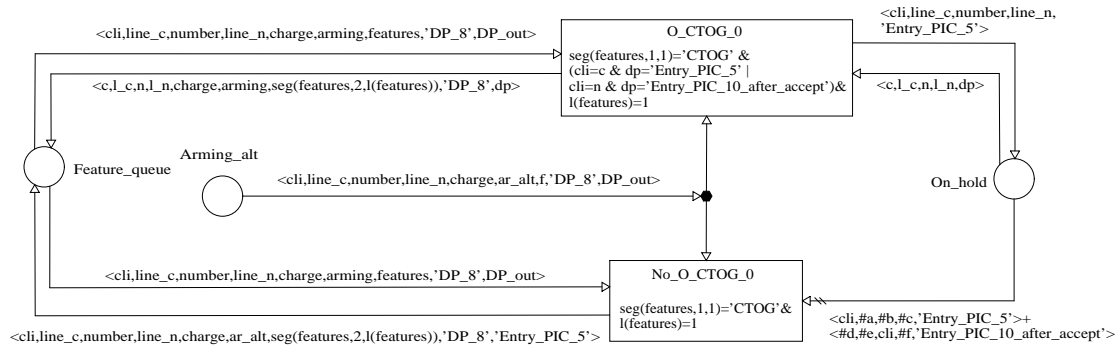 <cli,line_c,number,line_n,charge,arming,features,'DP_8',DP_out>
O_CTOG_0
seg(features,1,1)='CTOG' &
(cli=c & dp='Entry_PIC_5' |
cli=n & dp='Entry_PIC_10_after_accept')&
l(features)=1
<cli,line_c,number,line_n,
'Entry_PIC_5'>
<c,l_c,n,l_n,charge,arming,seg(features,2,l(features)),'DP_8',dp>
<c,l_c,n,l_n,dp>
Feature_queue
Arming_alt
<cli,line_c,number,line_n,charge,ar_alt,f,'DP_8',DP_out>
On_hold
<cli,line_c,number,line_n,charge,arming,features,'DP_8',DP_out>
No_O_CTOG_0
seg(features,1,1)='CTOG'&
l(features)=1
<cli,line_c,number,line_n,charge,ar_alt,seg(features,2,l(features)),'DP_8','Entry_PIC_5'>
<cli,#a,#b,#c,'Entry_PIC_5'>+
<#d,#e,cli,#f,'Entry_PIC_10_after_accept'>